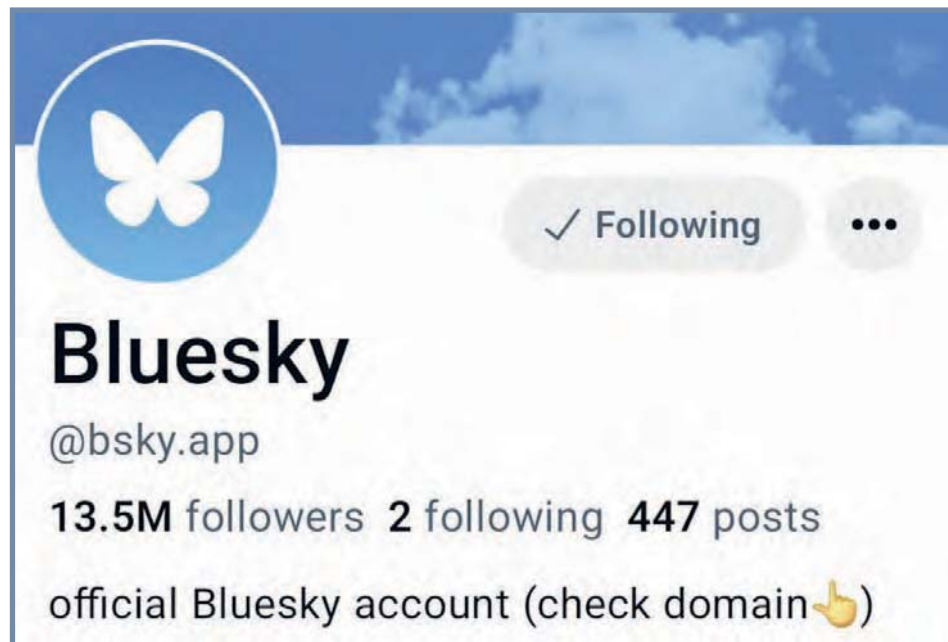 ✓ Following •••
Bluesky
@bsky.app
13.5M followers 2 following 447 posts
official Bluesky account (check domain👆)